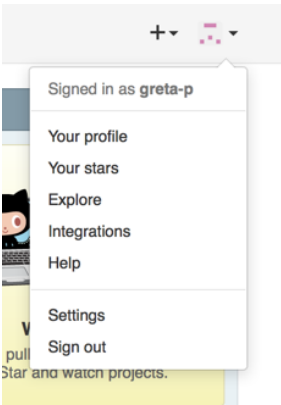 Signed in as greta-p
Your profile
Your stars
Explore
Integrations
Help
Settings
Sign out
pull
Star and watch projects.